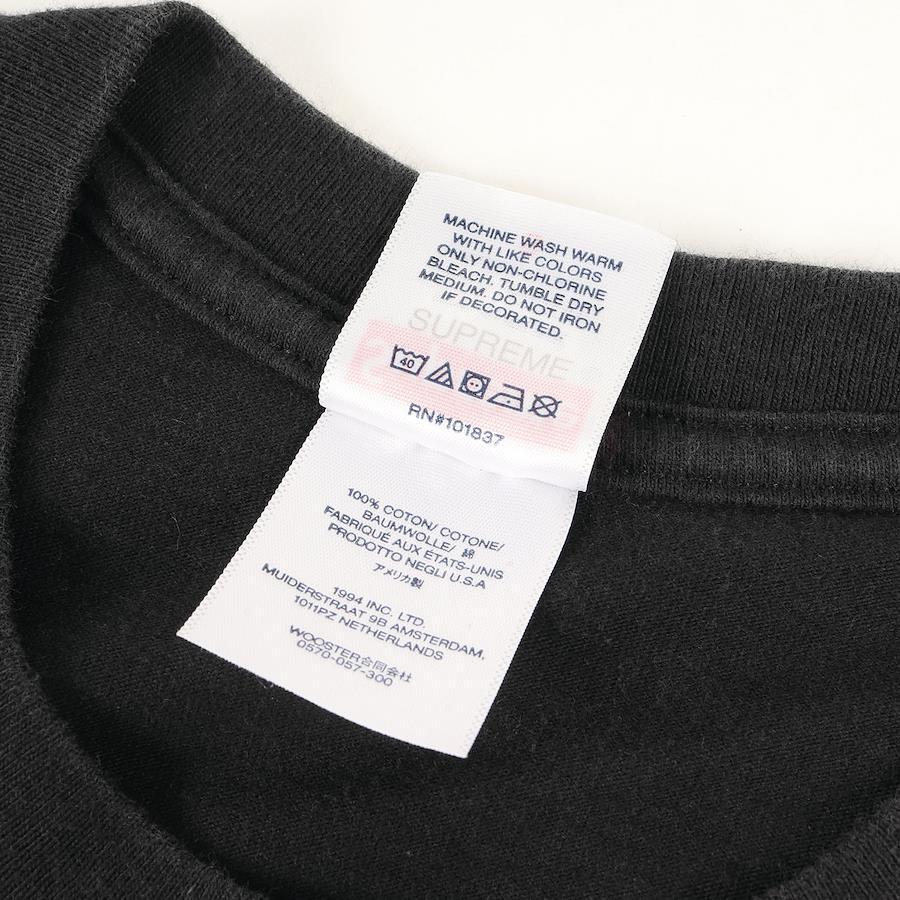 MACHINE WASH WARM
WITH LIKE COLORS
ONLY NON-CHLORINE
BLEACH. TUMBLE DRY
MEDIUM. DO NOT IRON
IF DECORATED.
SUPREME
40
RN#101837
100% COTON/ COTONE/
BAUMWOLLE/ 綿
FABRIQUÉ AUX ÉTATS-UNIS
PRODOTTO NEGLI U.S.A
アメリカ製
1994 INC. LTD.
MUIDERSTRAAT 9B AMSTERDAM,
1011PZ NETHERLANDS
WOOSTER合同会社
0570-057-300